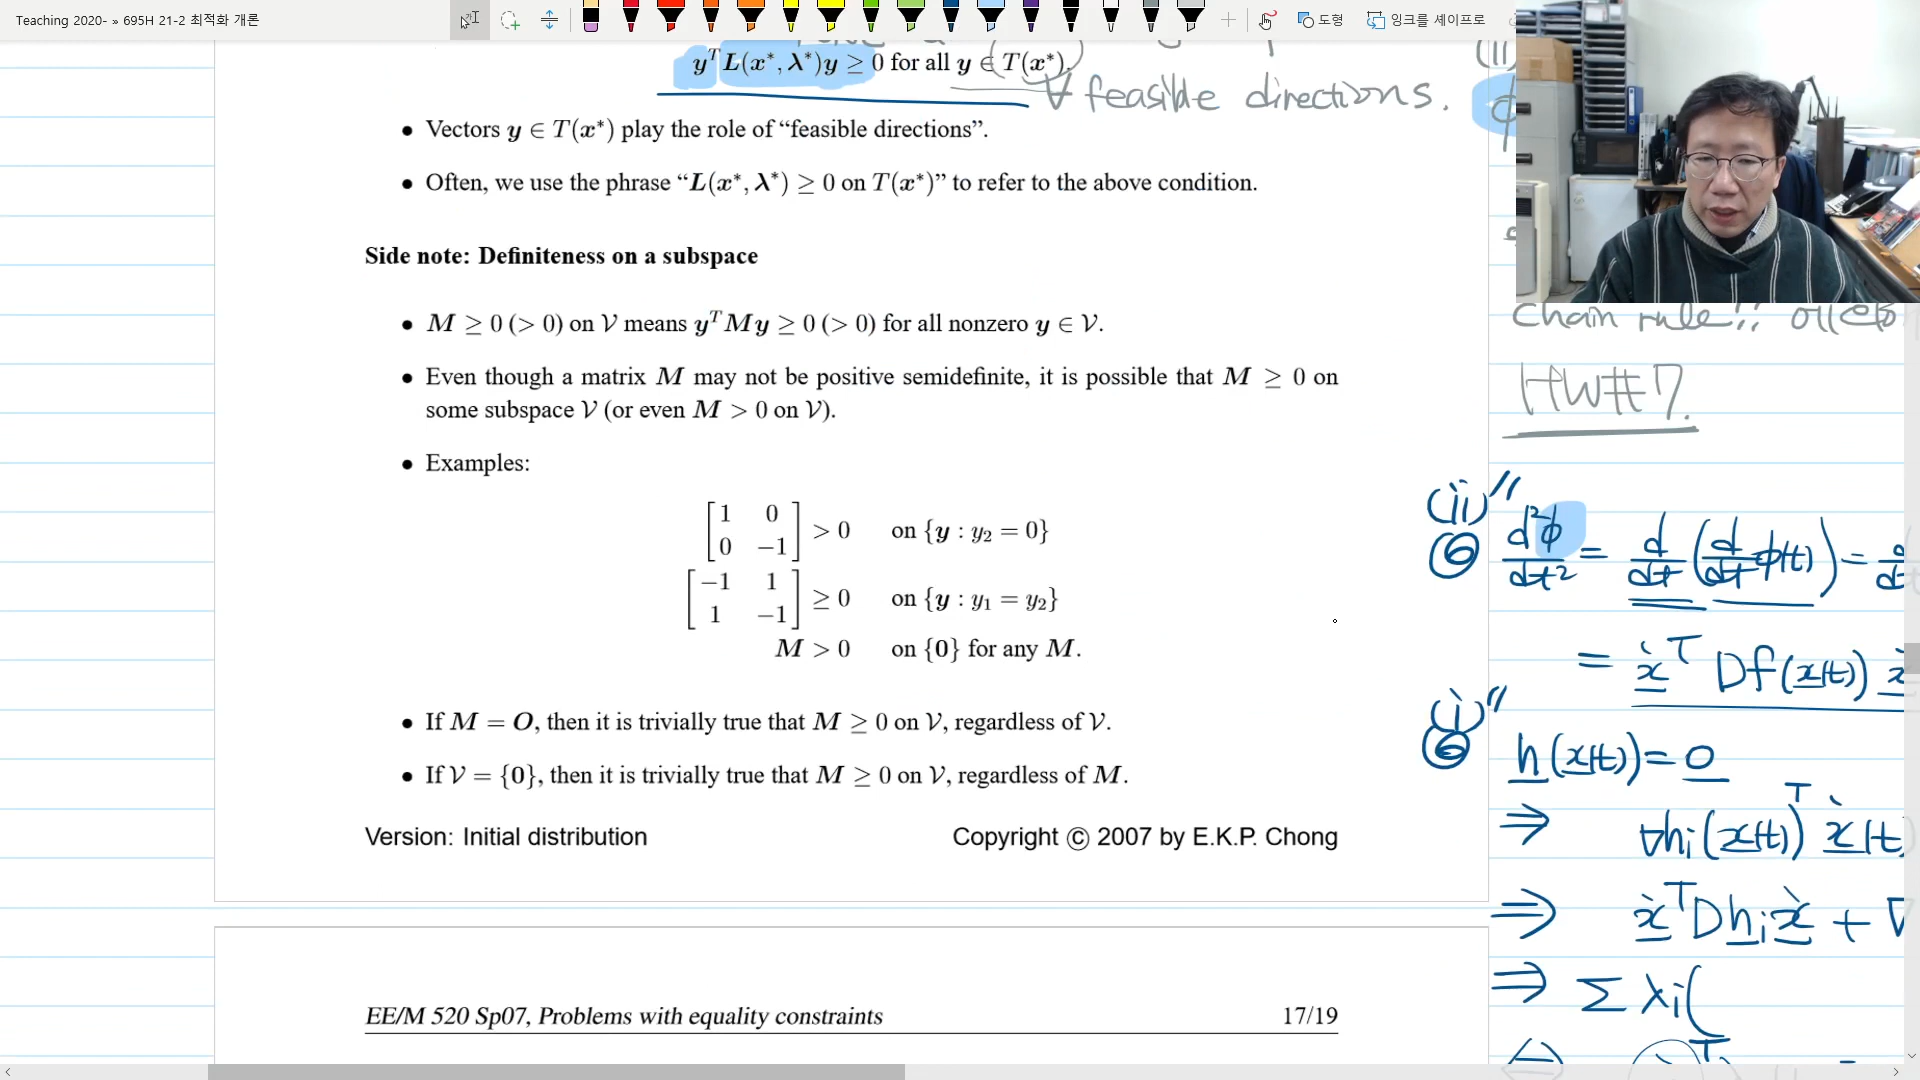 Teaching 2020- » 695H 21-2 최적화 개론
도형
잉크를 셰이프로
yᵀL(x*, λ*)y ≥ 0 for all y ∈ T(x*).
∀ feasible directions.
• Vectors y ∈ T(x*) play the role of “feasible directions”.
• Often, we use the phrase “L(x*, λ*) ≥ 0 on T(x*)” to refer to the above condition.
Side note: Definiteness on a subspace
• M ≥ 0 (> 0) on 𝒱 means yᵀMy ≥ 0 (> 0) for all nonzero y ∈ 𝒱.
• Even though a matrix M may not be positive semidefinite, it is possible that M ≥ 0 on
some subspace 𝒱 (or even M > 0 on 𝒱).
• Examples:
[1 0; 0 −1] > 0 on {y : y₂ = 0}
[−1 1; 1 −1] ≥ 0 on {y : y₁ = y₂}
M > 0 on {0} for any M.
• If M = O, then it is trivially true that M ≥ 0 on 𝒱, regardless of 𝒱.
• If 𝒱 = {0}, then it is trivially true that M ≥ 0 on 𝒱, regardless of M.
Version: Initial distribution
Copyright © 2007 by E.K.P. Chong
EE/M 520 Sp07, Problems with equality constraints
17/19
chain rule!!
HW#7.
(ii)″
⑥ d²ϕ/dt² = d/dt (d/dt ϕ(t)) =
= ẋᵀ Df(x(t))
(i)″
⑥ h(x(t)) = 0
⇒ ∇hᵢ(x(t))ᵀ ẋ(t)
⇒ ẋᵀDhᵢẋ + ∇
⇒ Σ λᵢ(